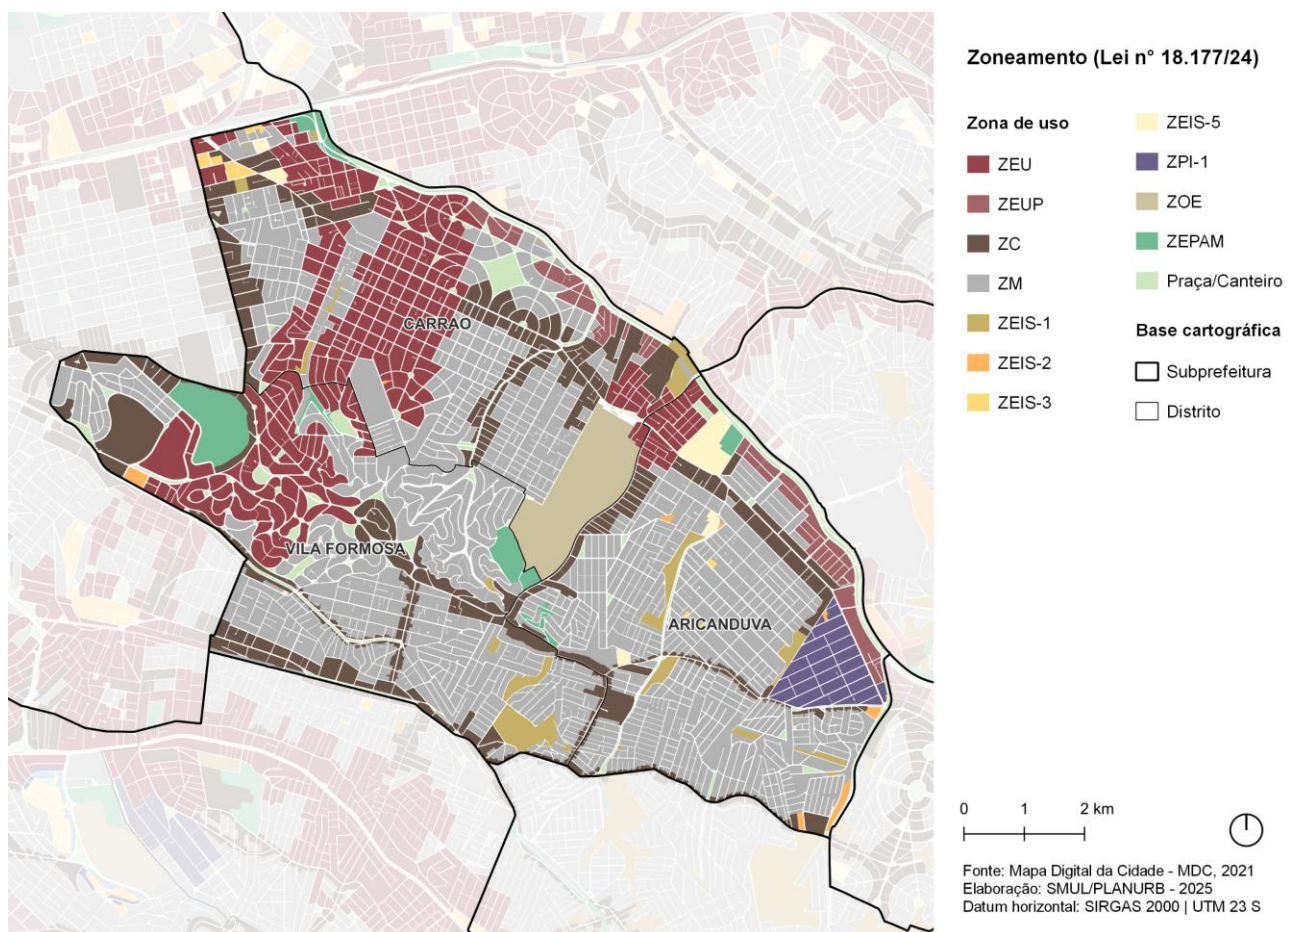 Zoneamento (Lei n° 18.177/24)
Zona de uso
ZEU
ZEUP
ZC
ZM
ZEIS-1
ZEIS-2
ZEIS-3
ZEIS-5
ZPI-1
ZOE
ZEPAM
Praça/Canteiro
Base cartográfica
Subprefeitura
Distrito
CARRAO
VILA FORMOSA
ARICANDUVA
0 1 2 km
Fonte: Mapa Digital da Cidade - MDC, 2021
Elaboração: SMUL/PLANURB - 2025
Datum horizontal: SIRGAS 2000 | UTM 23 S